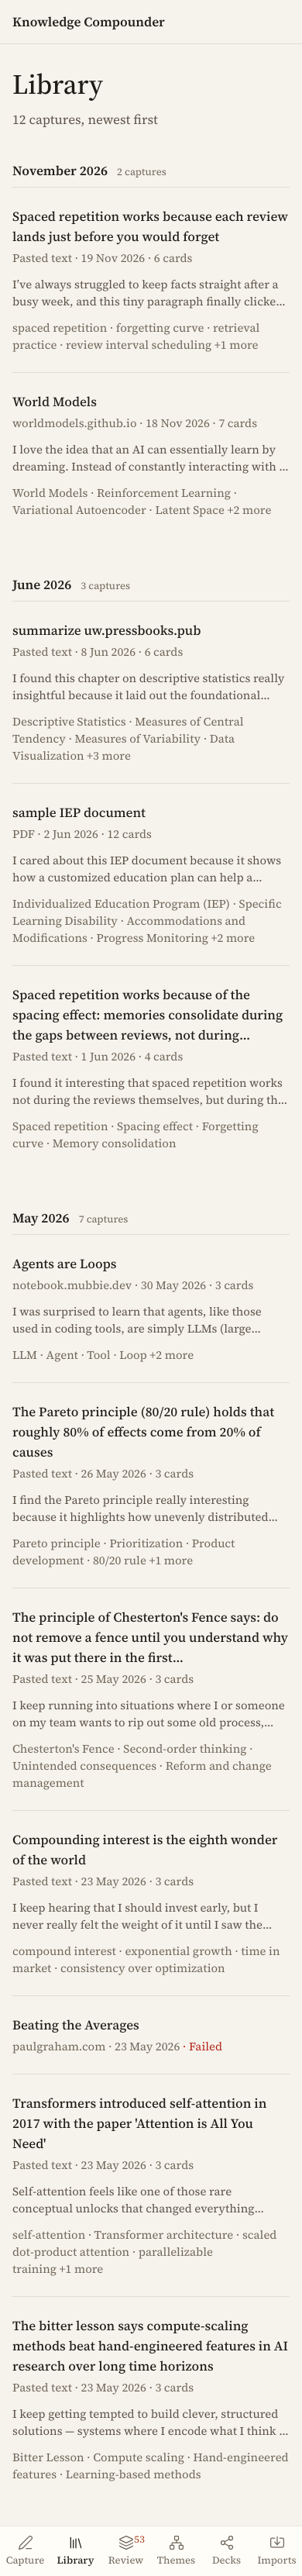 Knowledge Compounder
Library
12 captures, newest first
November 2026 2 captures
Spaced repetition works because each review
lands just before you would forget
Pasted text · 19 Nov 2026 · 6 cards
I've always struggled to keep facts straight after a
busy week, and this tiny paragraph finally clicke...
spaced repetition · forgetting curve · retrieval
practice · review interval scheduling +1 more
World Models
worldmodels.github.io · 18 Nov 2026 · 7 cards
I love the idea that an AI can essentially learn by
dreaming. Instead of constantly interacting with ...
World Models · Reinforcement Learning ·
Variational Autoencoder · Latent Space +2 more
June 2026 3 captures
summarize uw.pressbooks.pub
Pasted text · 8 Jun 2026 · 6 cards
I found this chapter on descriptive statistics really
insightful because it laid out the foundational...
Descriptive Statistics · Measures of Central
Tendency · Measures of Variability · Data
Visualization +3 more
sample IEP document
PDF · 2 Jun 2026 · 12 cards
I cared about this IEP document because it shows
how a customized education plan can help a...
Individualized Education Program (IEP) · Specific
Learning Disability · Accommodations and
Modifications · Progress Monitoring +2 more
Spaced repetition works because of the
spacing effect: memories consolidate during
the gaps between reviews, not during...
Pasted text · 1 Jun 2026 · 4 cards
I found it interesting that spaced repetition works
not during the reviews themselves, but during th...
Spaced repetition · Spacing effect · Forgetting
curve · Memory consolidation
May 2026 7 captures
Agents are Loops
notebook.mubbie.dev · 30 May 2026 · 3 cards
I was surprised to learn that agents, like those
used in coding tools, are simply LLMs (large...
LLM · Agent · Tool · Loop +2 more
The Pareto principle (80/20 rule) holds that
roughly 80% of effects come from 20% of
causes
Pasted text · 26 May 2026 · 3 cards
I find the Pareto principle really interesting
because it highlights how unevenly distributed...
Pareto principle · Prioritization · Product
development · 80/20 rule +1 more
The principle of Chesterton's Fence says: do
not remove a fence until you understand why
it was put there in the first...
Pasted text · 25 May 2026 · 3 cards
I keep running into situations where I or someone
on my team wants to rip out some old process,...
Chesterton's Fence · Second-order thinking ·
Unintended consequences · Reform and change
management
Compounding interest is the eighth wonder
of the world
Pasted text · 23 May 2026 · 3 cards
I keep hearing that I should invest early, but I
never really felt the weight of it until I saw the...
compound interest · exponential growth · time in
market · consistency over optimization
Beating the Averages
paulgraham.com · 23 May 2026 · Failed
Transformers introduced self-attention in
2017 with the paper 'Attention is All You
Need'
Pasted text · 23 May 2026 · 3 cards
Self-attention feels like one of those rare
conceptual unlocks that changed everything...
self-attention · Transformer architecture · scaled
dot-product attention · parallelizable
training +1 more
The bitter lesson says compute-scaling
methods beat hand-engineered features in AI
research over long time horizons
Pasted text · 23 May 2026 · 3 cards
I keep getting tempted to build clever, structured
solutions — systems where I encode what I think ...
Bitter Lesson · Compute scaling · Hand-engineered
features · Learning-based methods
53
Capture Library Review Themes Decks Imports